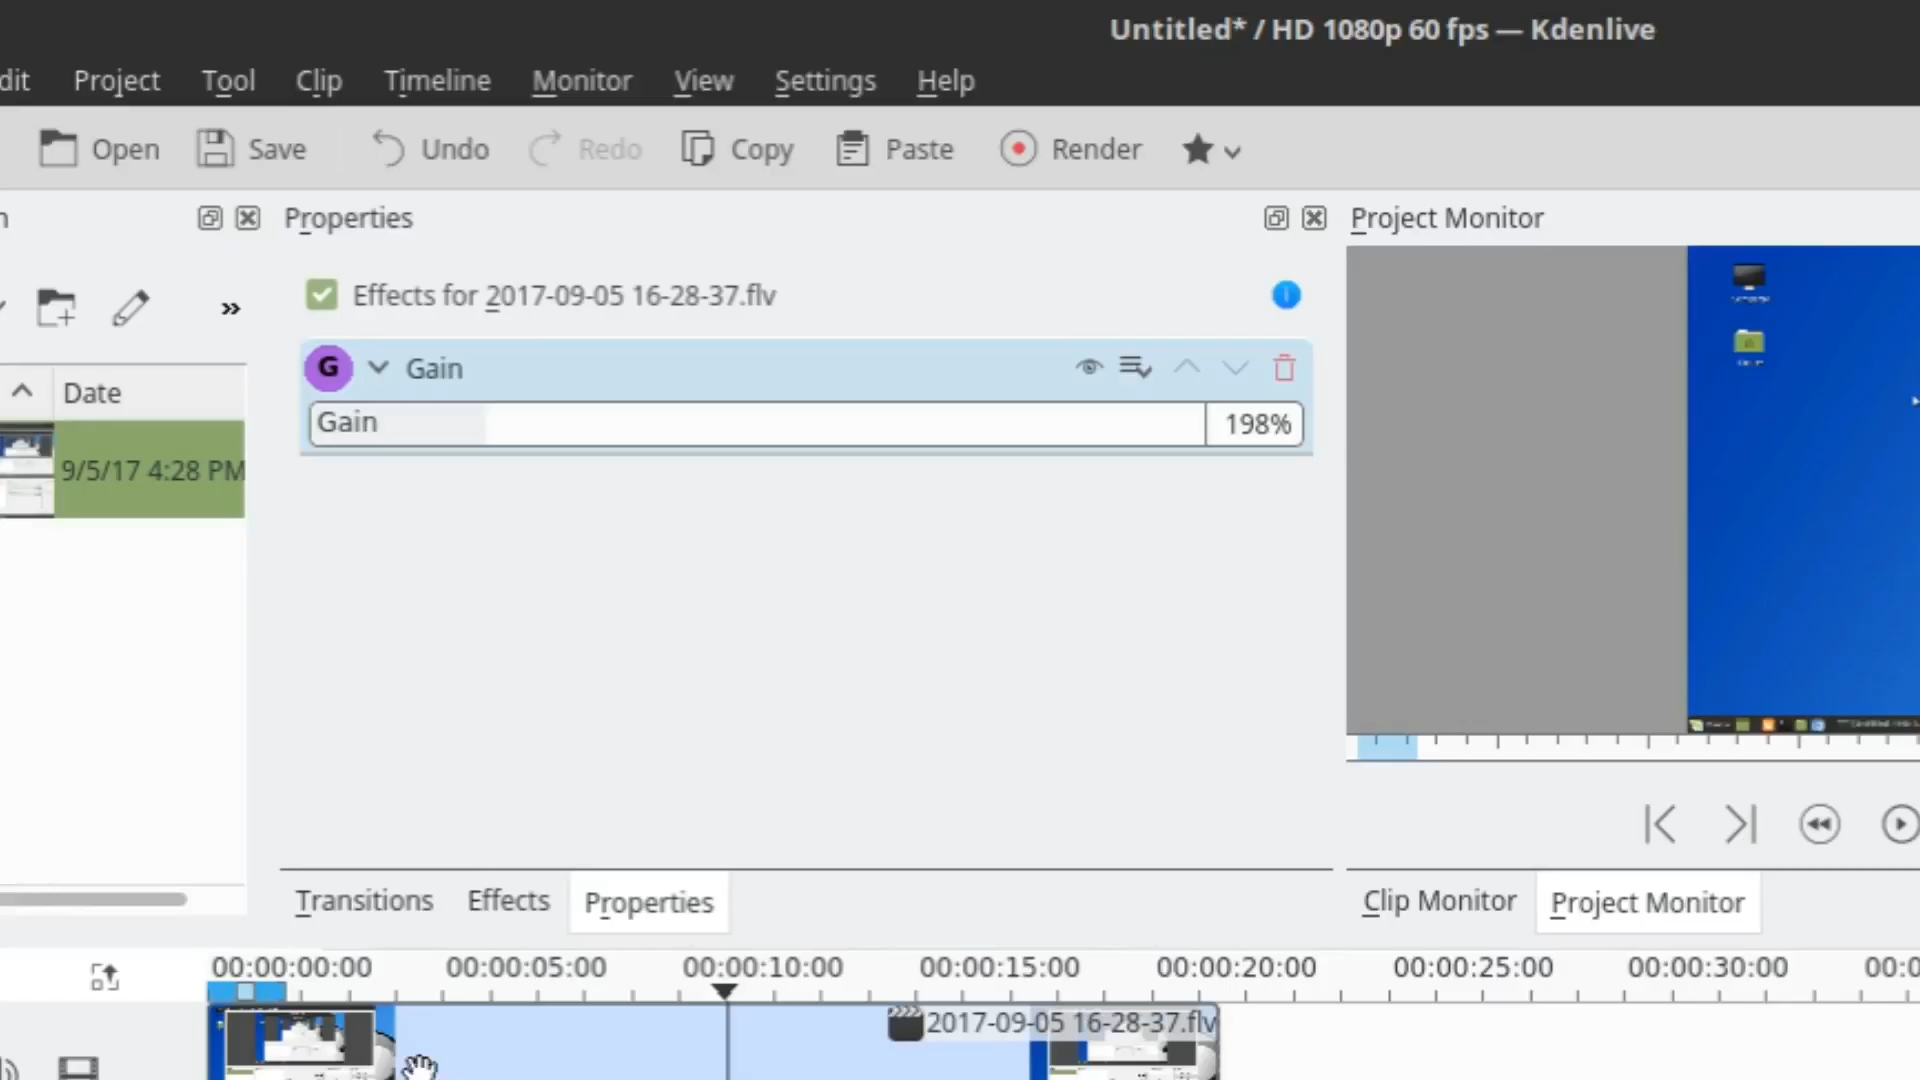 Untitled* / HD 1080p 60 fps — Kdenlive
dit Project Tool Clip Timeline Monitor View Settings Help
Open Save Undo Redo Copy Paste Render
n Properties Project Monitor
Effects for 2017-09-05 16-28-37.flv
G Gain
Date
Gain 198%
9/5/17 4:28 PM
Transitions Effects Properties Clip Monitor Project Monitor
00:00:00:00 00:00:05:00 00:00:10:00 00:00:15:00 00:00:20:00 00:00:25:00 00:00:30:00 00:0
2017-09-05 16-28-37.flv